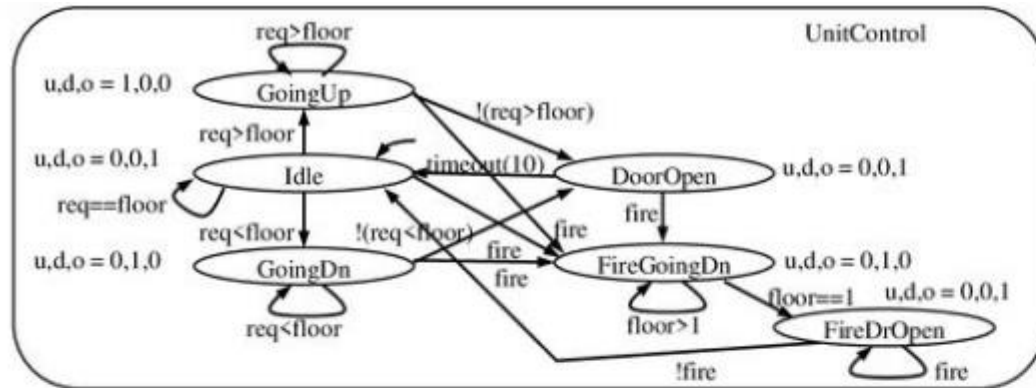 req>floor
UnitControl
u,d,o = 1,0,0
GoingUp
!(req>floor)
req>floor
u,d,o = 0,0,1
timeout(10)
Idle
DoorOpen
u,d,o = 0,0,1
req==floor
fire
fire
req<floor
!(req<floor)
u,d,o = 0,1,0
GoingDn
fire
fire
FireGoingDn
u,d,o = 0,1,0
floor==1
u,d,o = 0,0,1
req<floor
floor>1
FireDrOpen
!fire
fire